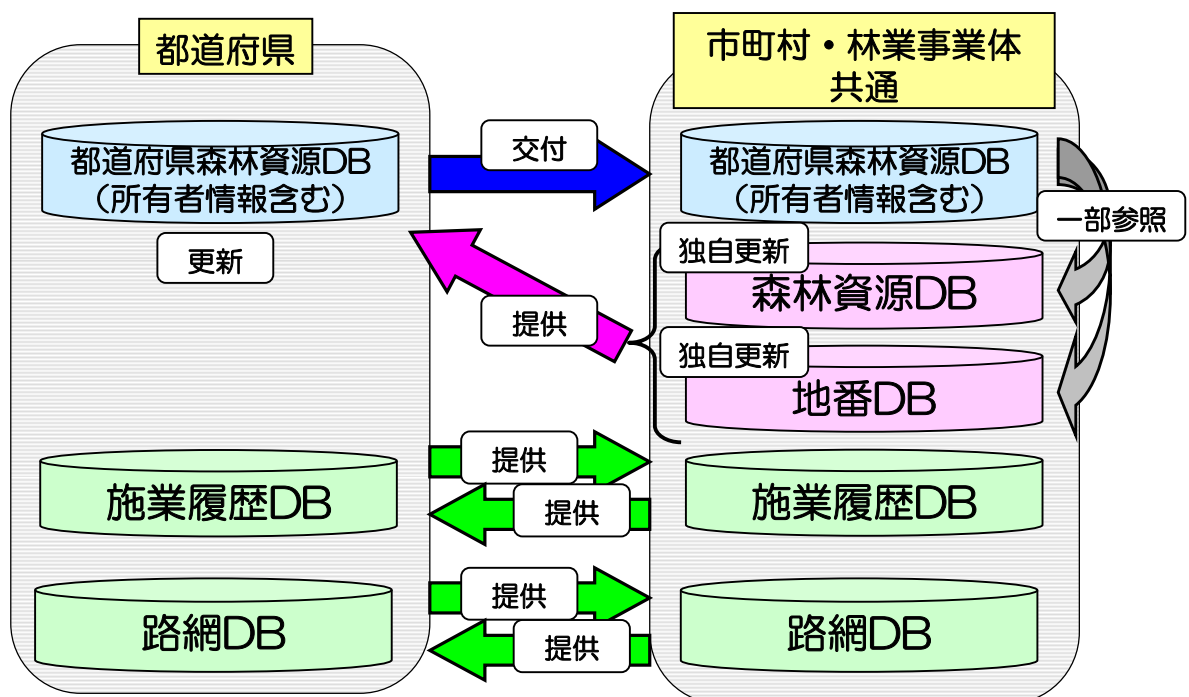 都道府県
市町村・林業事業体
共通
都道府県森林資源DB
（所有者情報含む）
交付
都道府県森林資源DB
（所有者情報含む）
一部参照
更新
独自更新
森林資源DB
提供
独自更新
地番DB
提供
施業履歴DB
提供
施業履歴DB
提供
路網DB
提供
路網DB